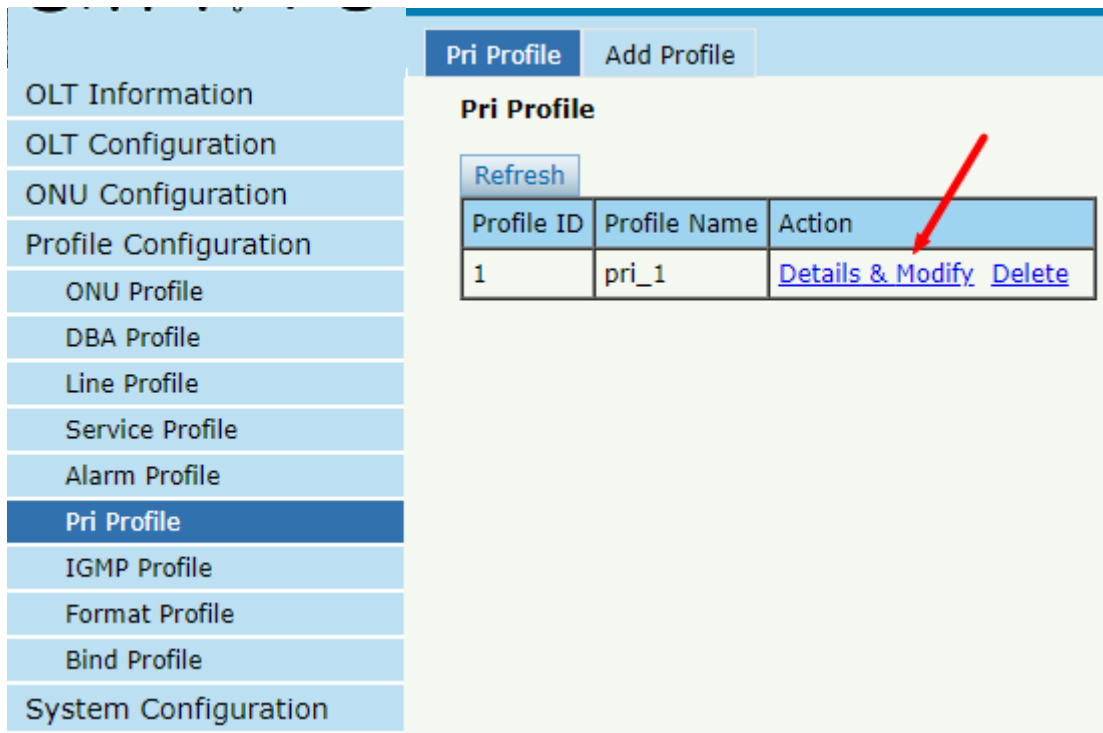 Pri Profile Add Profile
OLT Information
OLT Configuration
ONU Configuration
Profile Configuration
ONU Profile
DBA Profile
Line Profile
Service Profile
Alarm Profile
Pri Profile
IGMP Profile
Format Profile
Bind Profile
System Configuration
Pri Profile
Refresh
Profile ID Profile Name Action
1 pri_1 Details & Modify Delete